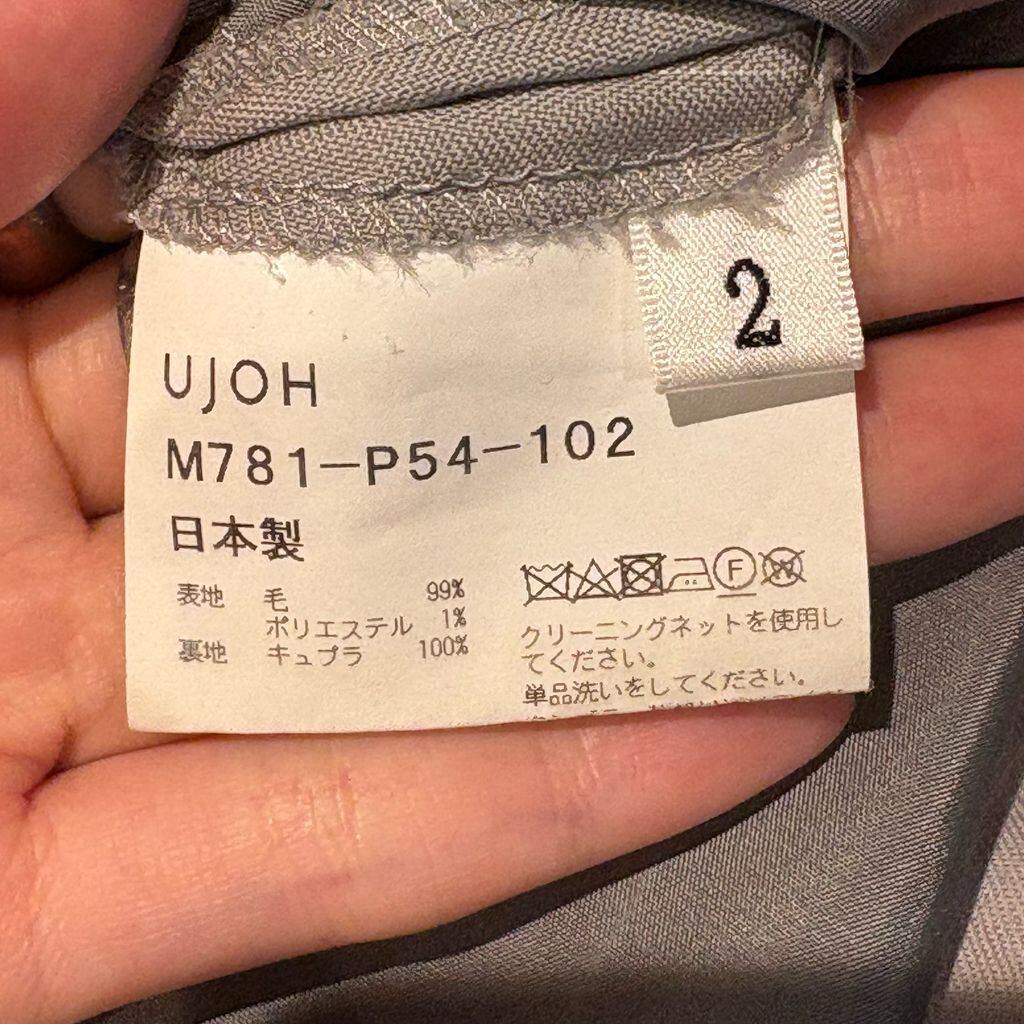 2
UJOH
M781-P54-102
日本製
表地 毛 99%
ポリエステル 1%
裏地 キュプラ 100%
F W
クリーニングネットを使用し
てください。
単品洗いをしてください。